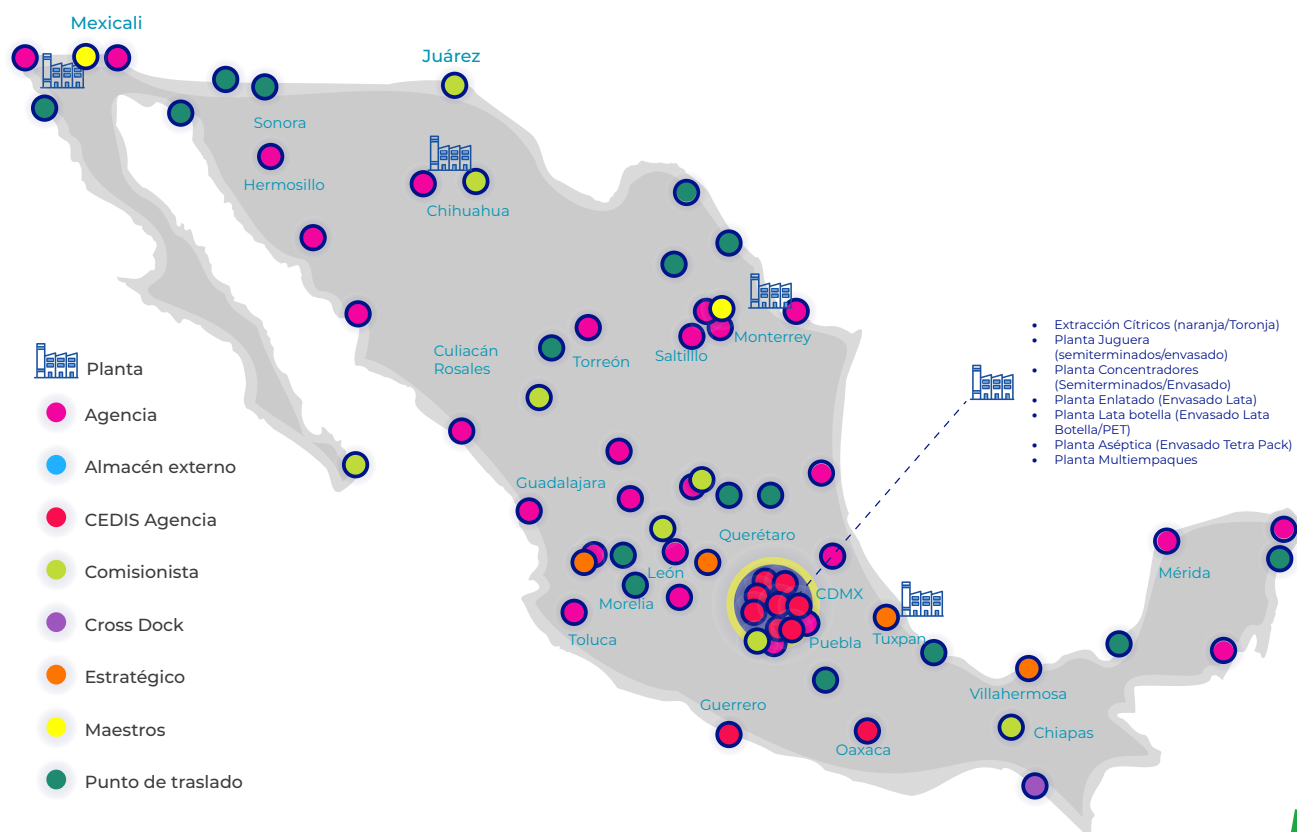 Mexicali
Juárez
Sonora
Hermosillo
Chihuahua
Culiacán
Rosales
Torreón
Saltilllo
Monterrey
• Extracción Cítricos (naranja/Toronja)
• Planta Juguera
(semiterminados/envasado)
• Planta Concentradores
(Semiterminados/Envasado)
• Planta Enlatado (Envasado Lata)
• Planta Lata botella (Envasado Lata
Botella/PET)
• Planta Aséptica (Envasado Tetra Pack)
• Planta Multiempaques
Planta
Agencia
Almacén externo
CEDIS Agencia
Comisionista
Cross Dock
Estratégico
Maestros
Punto de traslado
Guadalajara
Querétaro
León
Morelia
CDMX
Toluca
Puebla
Tuxpan
Mérida
Guerrero
Oaxaca
Villahermosa
Chiapas